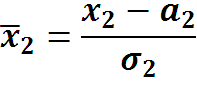 x̅₂ = (x₂ − a₂) / σ₂